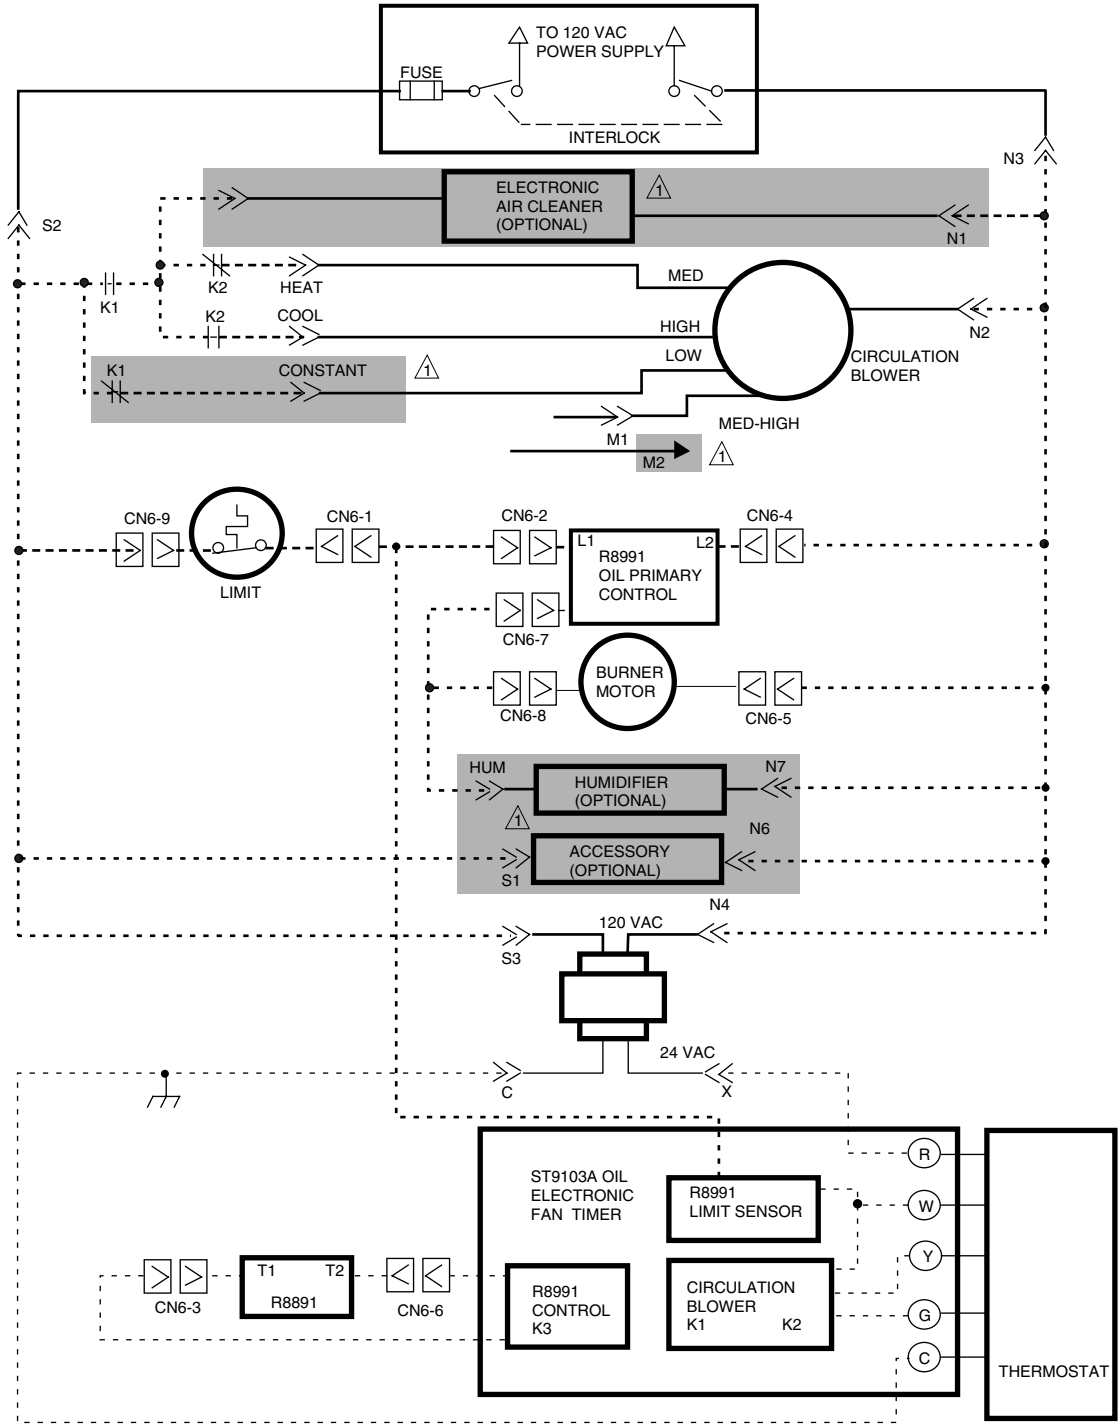 TO 120 VAC
POWER SUPPLY
FUSE
INTERLOCK
N3
ELECTRONIC
AIR CLEANER
(OPTIONAL)
1
N1
S2
K2
HEAT
MED
K1
K2
COOL
HIGH
N2
LOW
CIRCULATION
BLOWER
K1
CONSTANT
1
MED-HIGH
M1
M2
1
CN6-9
CN6-1
CN6-2
CN6-4
L1
L2
R8991
OIL PRIMARY
CONTROL
LIMIT
CN6-7
BURNER
MOTOR
CN6-8
CN6-5
HUM
HUMIDIFIER
(OPTIONAL)
N7
1
N6
ACCESSORY
(OPTIONAL)
S1
N4
120 VAC
S3
24 VAC
C
X
R
ST9103A OIL
ELECTRONIC
FAN TIMER
R8991
LIMIT SENSOR
W
Y
T1
T2
R8891
CN6-3
CN6-6
R8991
CONTROL
K3
CIRCULATION
BLOWER
K1
K2
G
C
THERMOSTAT